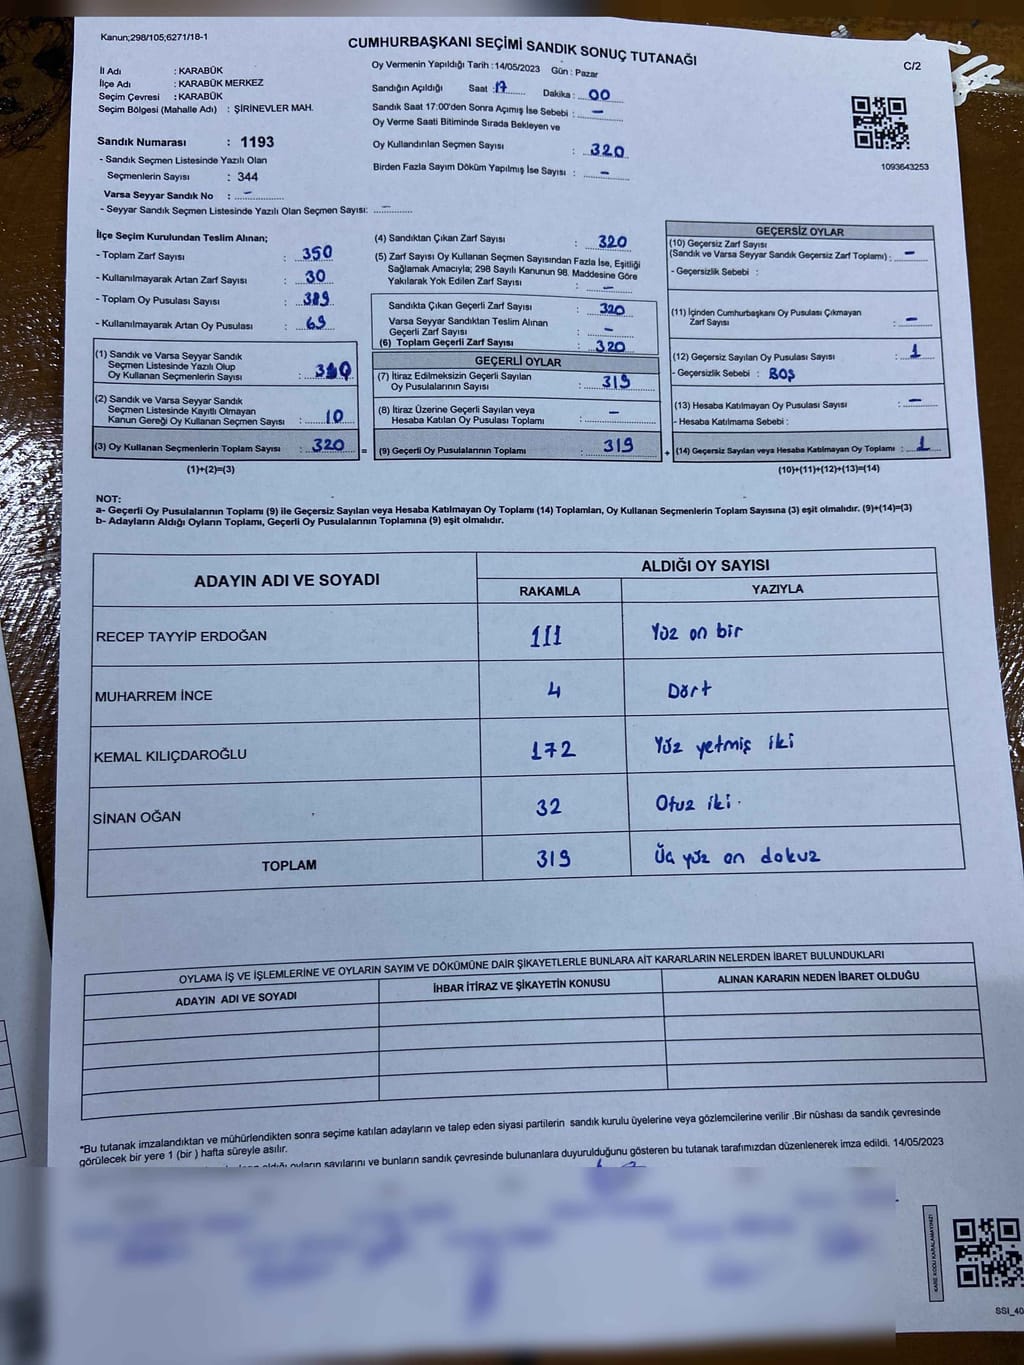 Kanun;298/105;6271/18-1
CUMHURBAŞKANI SEÇİMİ SANDIK SONUÇ TUTANAĞI
C/2
İl Adı : KARABÜK
İlçe Adı : KARABÜK MERKEZ
Seçim Çevresi : KARABÜK
Seçim Bölgesi (Mahalle Adı) : ŞİRİNEVLER MAH.
Sandık Numarası : 1193
- Sandık Seçmen Listesinde Yazılı Olan
Seçmenlerin Sayısı : 344
Varsa Seyyar Sandık No : -
- Seyyar Sandık Seçmen Listesinde Yazılı Olan Seçmen Sayısı: -
Oy Vermenin Yapıldığı Tarih : 14/05/2023 Gün : Pazar
Sandığın Açıldığı Saat : 17 Dakika : 00
Sandık Saat 17:00'den Sonra Açımış İse Sebebi : -
Oy Verme Saati Bitiminde Sırada Bekleyen ve
Oy Kullandırılan Seçmen Sayısı : 320
Birden Fazla Sayım Döküm Yapılmış İse Sayısı : -
1093643253
İlçe Seçim Kurulundan Teslim Alınan;
- Toplam Zarf Sayısı : 350
- Kullanılmayarak Artan Zarf Sayısı : 30
- Toplam Oy Pusulası Sayısı : 389
- Kullanılmayarak Artan Oy Pusulası : 69
(1) Sandık ve Varsa Seyyar Sandık
Seçmen Listesinde Yazılı Olup
Oy Kullanan Seçmenlerin Sayısı : 310
(2) Sandık ve Varsa Seyyar Sandık
Seçmen Listesinde Kayıtlı Olmayan
Kanun Gereği Oy Kullanan Seçmen Sayısı : 10
(3) Oy Kullanan Seçmenlerin Toplam Sayısı : 320 =
(1)+(2)=(3)
(4) Sandıktan Çıkan Zarf Sayısı : 320
(5) Zarf Sayısı Oy Kullanan Seçmen Sayısından Fazla İse, Eşitliği
Sağlamak Amacıyla; 298 Sayılı Kanunun 98. Maddesine Göre
Yakılarak Yok Edilen Zarf Sayısı : -
Sandıkta Çıkan Geçerli Zarf Sayısı : 320
Varsa Seyyar Sandıktan Teslim Alınan
Geçerli Zarf Sayısı : -
(6) Toplam Geçerli Zarf Sayısı : 320
GEÇERLİ OYLAR
(7) İtiraz Edilmeksizin Geçerli Sayılan
Oy Pusulalarının Sayısı : 319
(8) İtiraz Üzerine Geçerli Sayılan veya
Hesaba Katılan Oy Pusulası Toplamı : -
(9) Geçerli Oy Pusulalarının Toplamı : 319 +
GEÇERSİZ OYLAR
(10) Geçersiz Zarf Sayısı
(Sandık ve Varsa Seyyar Sandık Geçersiz Zarf Toplamı) : -
- Geçersizlik Sebebi :
(11) İçinden Cumhurbaşkanı Oy Pusulası Çıkmayan
Zarf Sayısı : -
(12) Geçersiz Sayılan Oy Pusulası Sayısı : 1
- Geçersizlik Sebebi : BOŞ
(13) Hesaba Katılmayan Oy Pusulası Sayısı : -
- Hesaba Katılmama Sebebi :
(14) Geçersiz Sayılan veya Hesaba Katılmayan Oy Toplamı : 1
(10)+(11)+(12)+(13)=(14)
NOT:
a- Geçerli Oy Pusulasının Toplamı (9) ile Geçersiz Sayılan veya Hesaba Katılmayan Oy Toplamı (14) Toplamları, Oy Kullanan Seçmenlerin Toplam Sayısına (3) eşit olmalıdır. (9)+(14)=(3)
b- Adayların Aldığı Oyların Toplamı, Geçerli Oy Pusulalarının Toplamına (9) eşit olmalıdır.
ADAYIN ADI VE SOYADI
ALDIĞI OY SAYISI
RAKAMLA YAZIYLA
RECEP TAYYİP ERDOĞAN 111 Yüz on bir
MUHARREM İNCE 4 Dört
KEMAL KILIÇDAROĞLU 172 Yüz yetmiş iki
SİNAN OĞAN 32 Otuz iki.
TOPLAM 319 Üç yüz on dokuz
OYLAMA İŞ VE İŞLEMLERİNE VE OYLARIN SAYIM VE DÖKÜMÜNE DAİR ŞİKAYETLERLE BUNLARA AİT KARARLARIN NELERDEN İBARET BULUNDUKLARI
ADAYIN ADI VE SOYADI İHBAR İTİRAZ VE ŞİKAYETİN KONUSU ALINAN KARARIN NEDEN İBARET OLDUĞU
*Bu tutanak imzalandıktan ve mühürlendikten sonra seçime katılan adayların ve talep eden siyasi partilerin sandık kurulu üyelerine veya gözlemcilerine verilir .Bir nüshası da sandık çevresinde
görülecek bir yere 1 (bir ) hafta süreyle asılır.
oyların sayılarını ve bunların sandık çevresinde bulunanlara duyurulduğunu gösteren bu tutanak tarafımızdan düzenlenerek imza edildi. 14/05/2023
KARE KODU KARALAMAYINIZ!
SSI_40